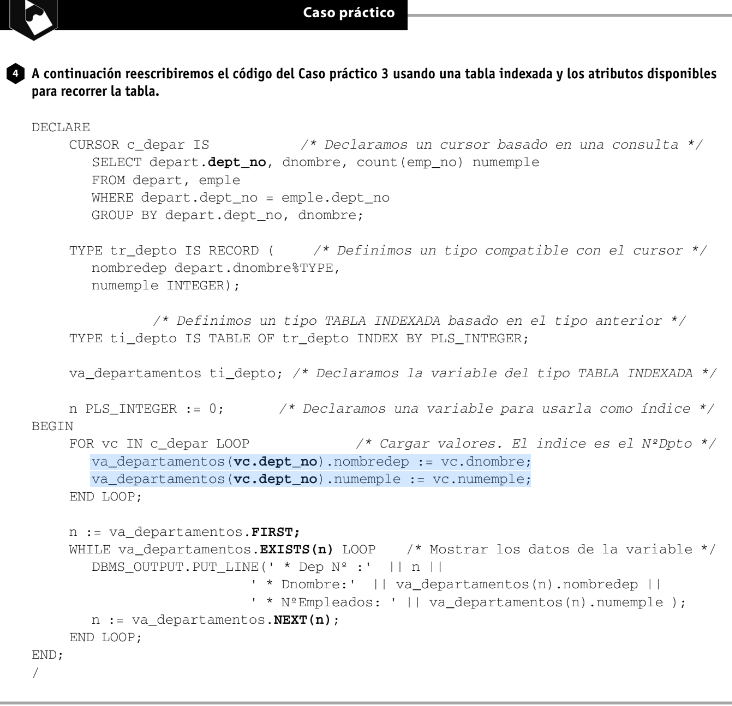 Caso práctico
4 A continuación reescribiremos el código del Caso práctico 3 usando una tabla indexada y los atributos disponibles
para recorrer la tabla.
DECLARE
CURSOR c_depar IS /* Declaramos un cursor basado en una consulta */
SELECT depart.dept_no, dnombre, count(emp_no) numemple
FROM depart, emple
WHERE depart.dept_no = emple.dept_no
GROUP BY depart.dept_no, dnombre;
TYPE tr_depto IS RECORD ( /* Definimos un tipo compatible con el cursor */
nombredep depart.dnombre%TYPE,
numemple INTEGER);
/* Definimos un tipo TABLA INDEXADA basado en el tipo anterior */
TYPE ti_depto IS TABLE OF tr_depto INDEX BY PLS_INTEGER;
va_departamentos ti_depto; /* Declaramos la variable del tipo TABLA INDEXADA */
n PLS_INTEGER := 0; /* Declaramos una variable para usarla como índice */
BEGIN
FOR vc IN c_depar LOOP /* Cargar valores. El indice es el NºDpto */
va_departamentos(vc.dept_no).nombredep := vc.dnombre;
va_departamentos(vc.dept_no).numemple := vc.numemple;
END LOOP;
n := va_departamentos.FIRST;
WHILE va_departamentos.EXISTS(n) LOOP /* Mostrar los datos de la variable */
DBMS_OUTPUT.PUT_LINE(' * Dep Nº :' || n ||
' * Dnombre:' || va_departamentos(n).nombredep ||
' * NºEmpleados: ' || va_departamentos(n).numemple );
n := va_departamentos.NEXT(n);
END LOOP;
END;
/